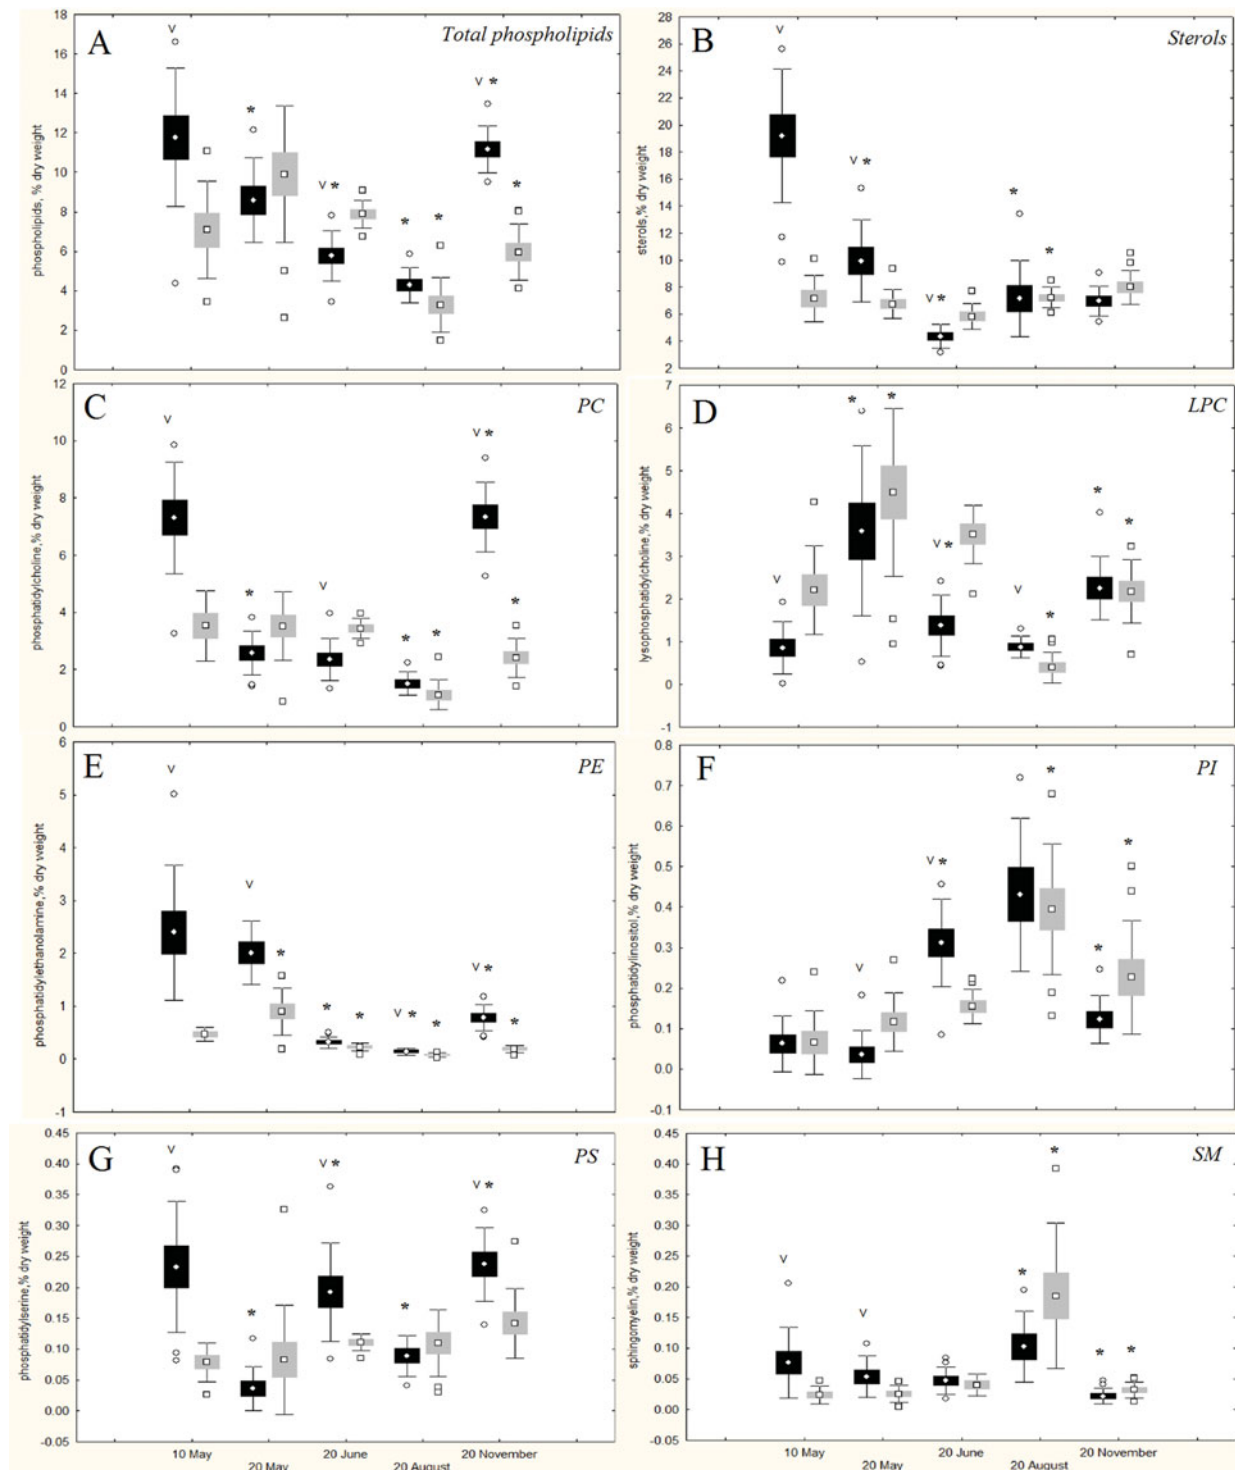 A
Total phospholipids
phospholipids, % dry weight
18
16
14
12
10
8
6
4
2
0
v
*
v *
*
*
v *
*
B
Sterols
sterols,% dry weight
28
26
24
22
20
18
16
14
12
10
8
6
4
2
v
v *
v *
*
*
C
PC
phosphatidylcholine,% dry weight
12
10
8
6
4
2
0
v
*
v
*
*
v *
*
D
LPC
lysophosphatidylcholine,% dry weight
7
6
5
4
3
2
1
0
-1
v
*
*
v *
v
*
*
*
E
PE
phosphatidylethanolamine,% dry weight
6
5
4
3
2
1
0
-1
v
v
*
*
*
v *
*
v *
*
F
PI
phosphatidylinositol,% dry weight
0.8
0.7
0.6
0.5
0.4
0.3
0.2
0.1
0.0
-0.1
v
v *
*
*
*
G
PS
phosphatidylserine,% dry weight
0.45
0.40
0.35
0.30
0.25
0.20
0.15
0.10
0.05
0.00
-0.05
v
*
v *
*
v *
10 May
20 May
20 June
20 August
20 November
H
SM
sphingomyelin,% dry weight
0.45
0.40
0.35
0.30
0.25
0.20
0.15
0.10
0.05
0.00
-0.05
v
v
*
*
*
*
10 May
20 May
20 June
20 August
20 November